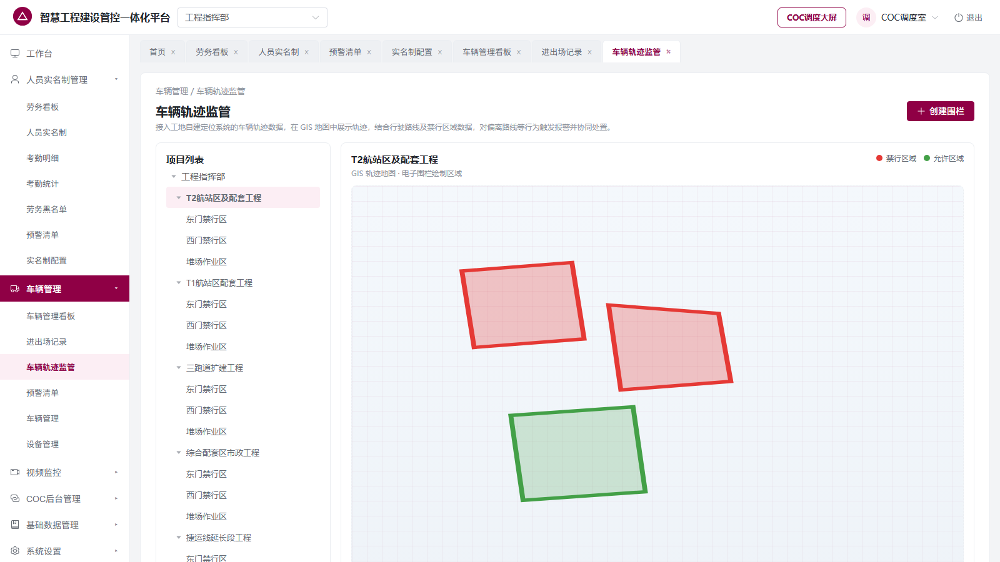 智慧工程建设管控一体化平台
工程指挥部
COC调度大屏
调
COC调度室
退出
工作台
人员实名制管理
劳务看板
人员实名制
考勤明细
考勤统计
劳务黑名单
预警清单
实名制配置
车辆管理
车辆管理看板
进出场记录
车辆轨迹监管
预警清单
车辆管理
设备管理
视频监控
COC后台管理
基础数据管理
系统设置
首页
劳务看板
人员实名制
预警清单
实名制配置
车辆管理看板
进出场记录
车辆轨迹监管
车辆管理 / 车辆轨迹监管
车辆轨迹监管
接入工地自建定位系统的车辆轨迹数据，在 GIS 地图中展示轨迹，结合行驶路线及禁行区域数据，对偏离路线等行为触发报警并协同处置。
创建围栏
项目列表
工程指挥部
T2航站区及配套工程
东门禁行区
西门禁行区
堆场作业区
T1航站区配套工程
东门禁行区
西门禁行区
堆场作业区
三跑道扩建工程
东门禁行区
西门禁行区
堆场作业区
综合配套区市政工程
东门禁行区
西门禁行区
堆场作业区
捷运线延长段工程
东门禁行区
T2航站区及配套工程
GIS 轨迹地图 · 电子围栏绘制区域
禁行区域
允许区域